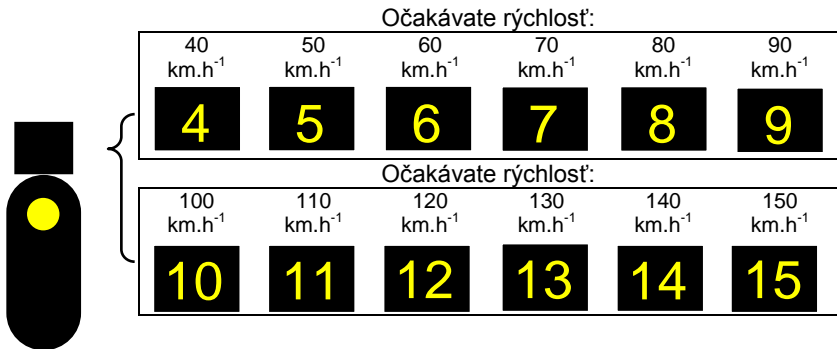 Očakávate rýchlosť:
40 50 60 70 80 90
km.h⁻¹ km.h⁻¹ km.h⁻¹ km.h⁻¹ km.h⁻¹ km.h⁻¹
4 5 6 7 8 9
Očakávate rýchlosť:
100 110 120 130 140 150
km.h⁻¹ km.h⁻¹ km.h⁻¹ km.h⁻¹ km.h⁻¹ km.h⁻¹
10 11 12 13 14 15